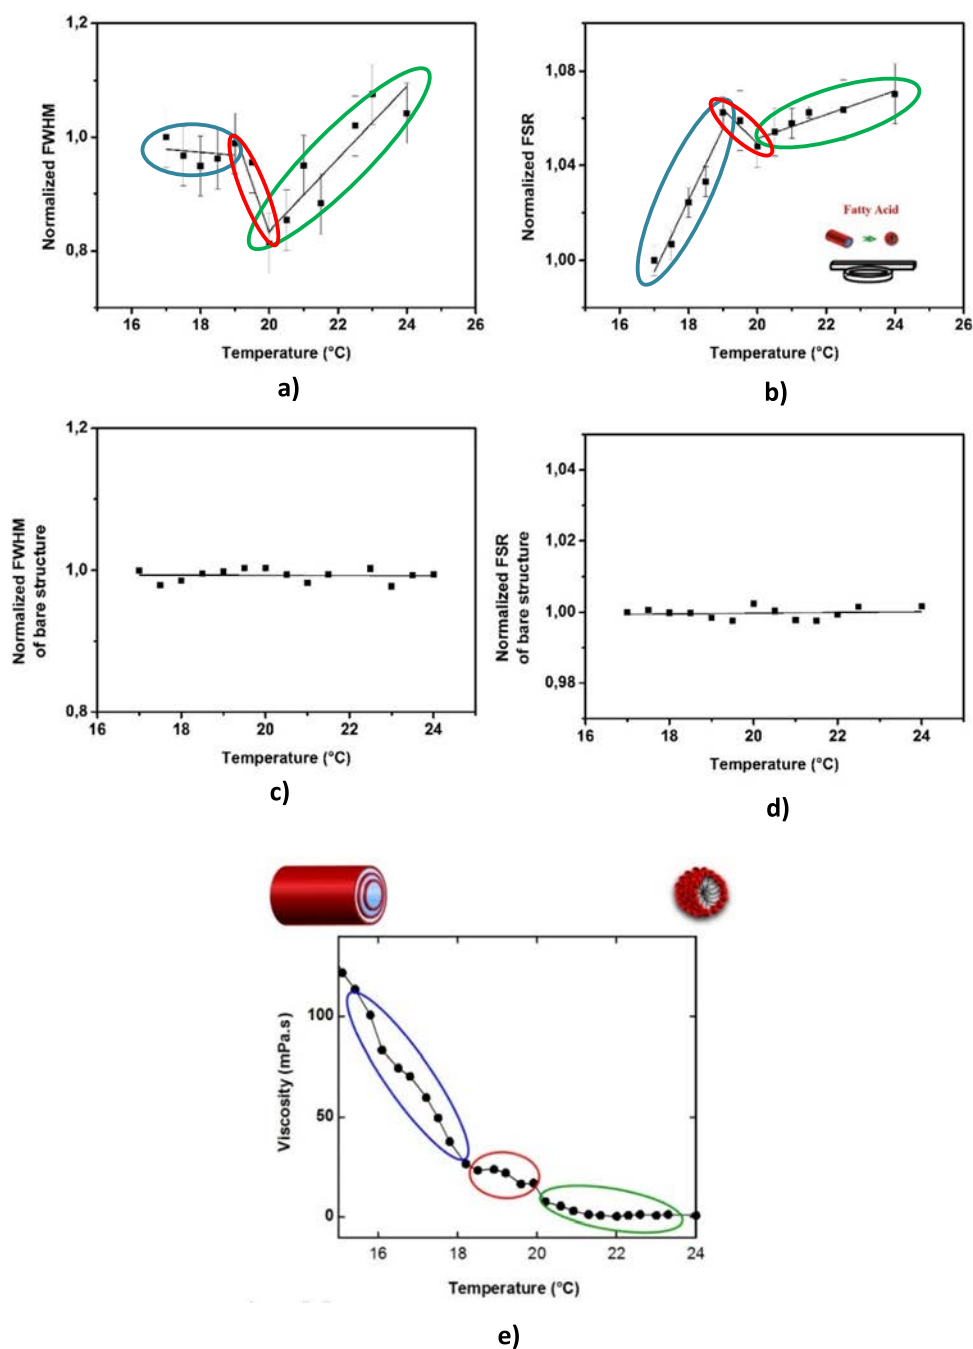 1,2
1,0
0,8
Normalized FWHM
16 18 20 22 24 26
Temperature (°C)
a)
1,08
1,04
1,00
Normalized FSR
Fatty Acid
16 18 20 22 24 26
Temperature (°C)
b)
1,2
1,0
0,8
Normalized FWHM
of bare structure
16 18 20 22 24
Temperature (°C)
c)
1,04
1,02
1,00
0,98
Normalized FSR
of bare structure
16 18 20 22 24
Temperature (°C)
d)
100
50
0
Viscosity (mPa.s)
16 18 20 22 24
Temperature (°C)
e)